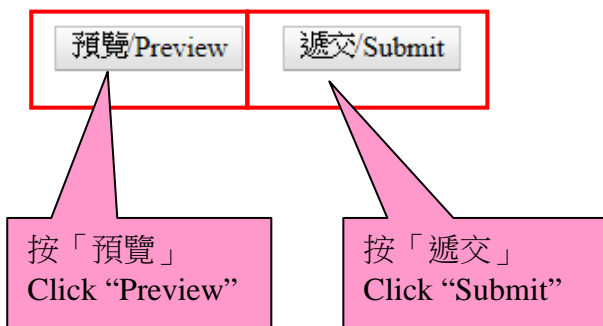 預覽/Preview
遞交/Submit
按「預覽」
Click “Preview”
按「遞交」
Click “Submit”